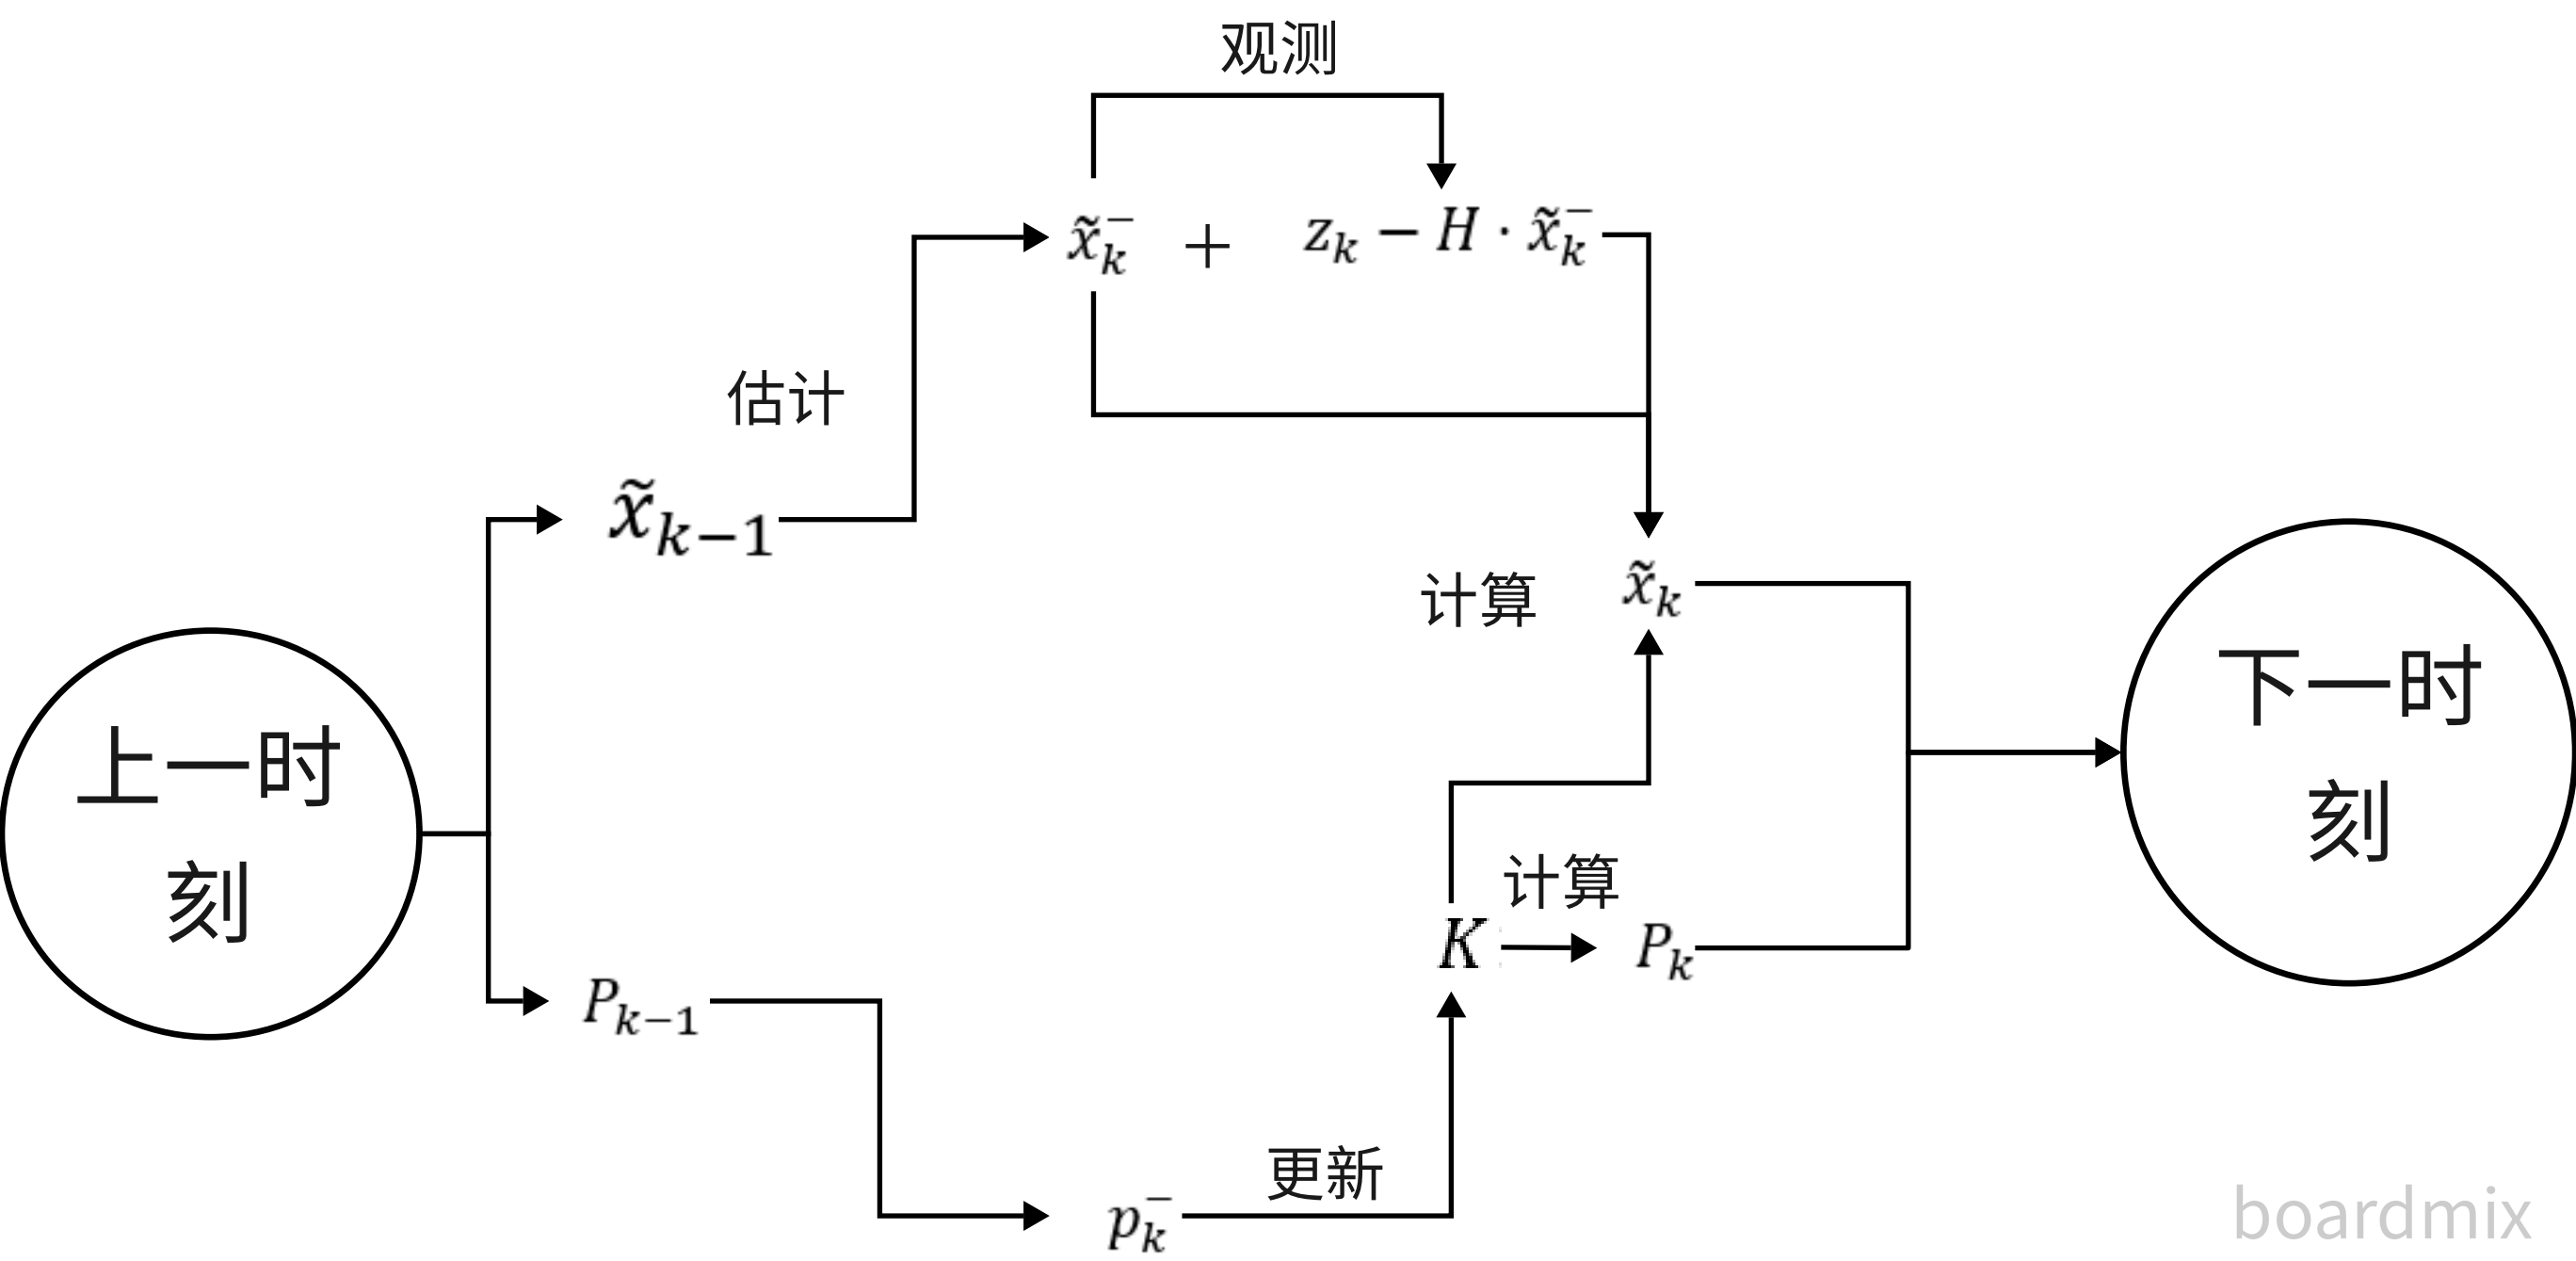 观测
x̃ₖ⁻ + zₖ − H · x̃ₖ⁻
估计
x̃ₖ₋₁
计算
x̃ₖ
上一时
刻
下一时
刻
计算
K
Pₖ
Pₖ₋₁
更新
pₖ⁻
boardmix